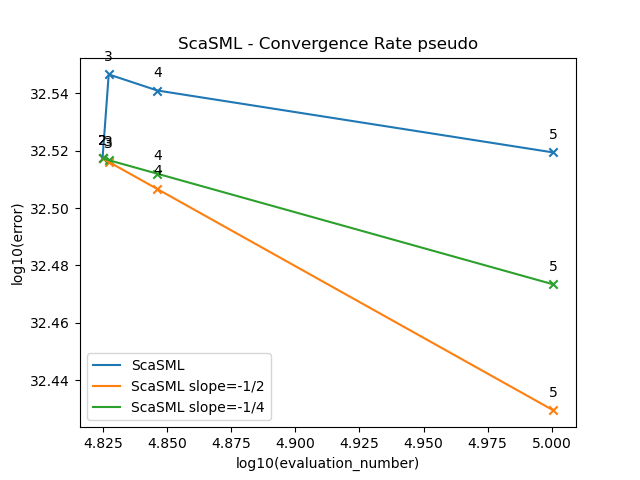 ScaSML - Convergence Rate pseudo
log10(error)
32.54
32.52
32.50
32.48
32.46
32.44
3
4
5
2
3
4
4
5
5
ScaSML
ScaSML slope=-1/2
ScaSML slope=-1/4
4.825 4.850 4.875 4.900 4.925 4.950 4.975 5.000
log10(evaluation_number)